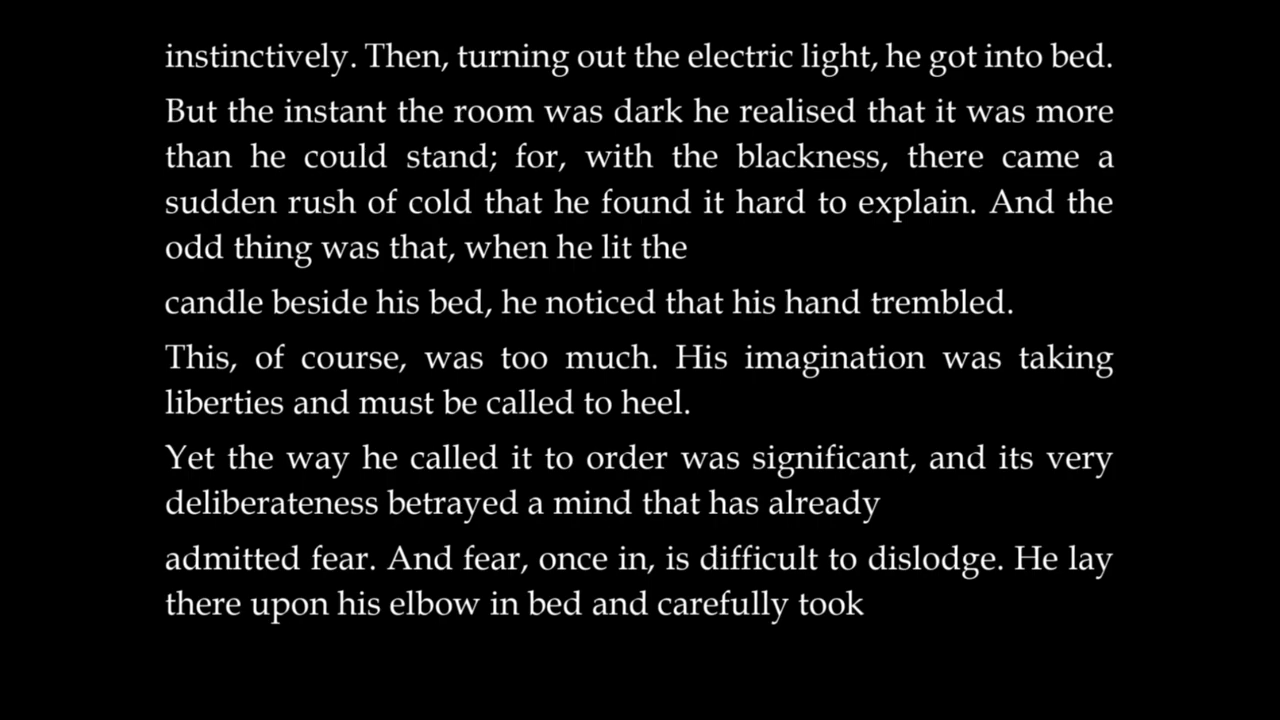 instinctively. Then, turning out the electric light, he got into bed.
But the instant the room was dark he realised that it was more
than he could stand; for, with the blackness, there came a
sudden rush of cold that he found it hard to explain. And the
odd thing was that, when he lit the
candle beside his bed, he noticed that his hand trembled.
This, of course, was too much. His imagination was taking
liberties and must be called to heel.
Yet the way he called it to order was significant, and its very
deliberateness betrayed a mind that has already
admitted fear. And fear, once in, is difficult to dislodge. He lay
there upon his elbow in bed and carefully took